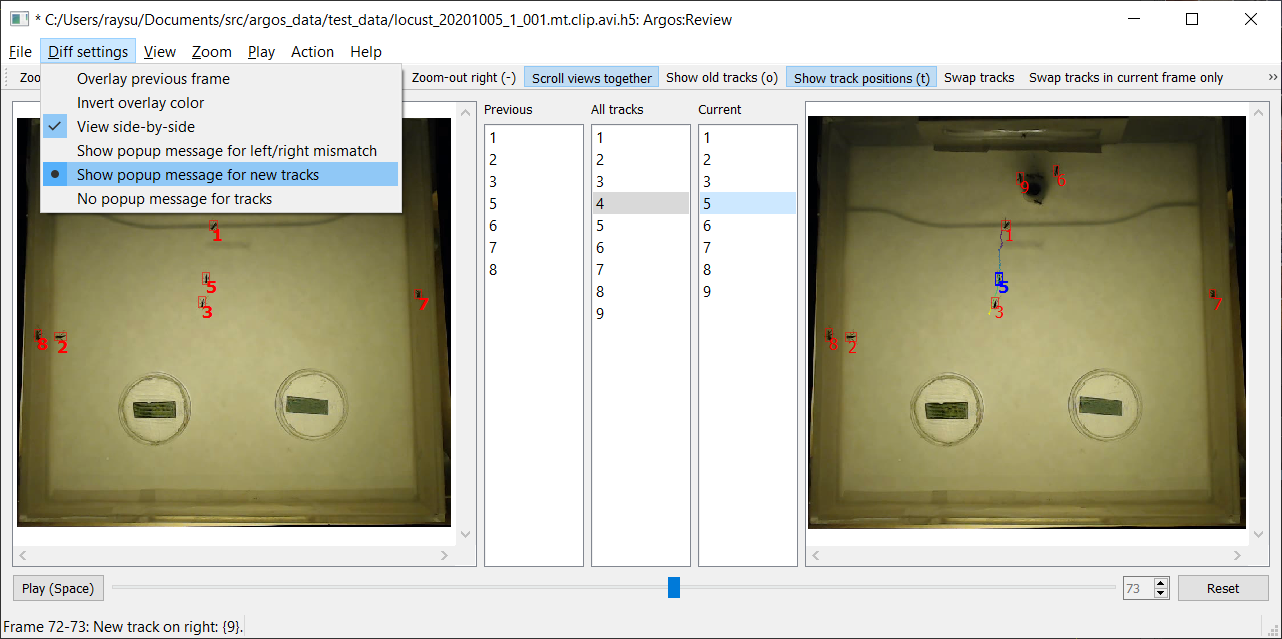 * C:/Users/raysu/Documents/src/argos_data/test_data/locust_20201005_1_001.mt.clip.avi.h5: Argos:Review
File Diff settings View Zoom Play Action Help
Zoo
Zoom-out right (-) Scroll views together Show old tracks (o) Show track positions (t) Swap tracks Swap tracks in current frame only »
Overlay previous frame
Invert overlay color
View side-by-side
Show popup message for left/right mismatch
Show popup message for new tracks
No popup message for tracks
1
5
3
7
8
2
Previous
1
2
3
5
6
7
8
All tracks
1
2
3
4
5
6
7
8
9
Current
1
2
3
5
6
7
8
9
9
6
1
5
3
7
8
2
Play (Space)
73
Reset
Frame 72-73: New track on right: {9}.